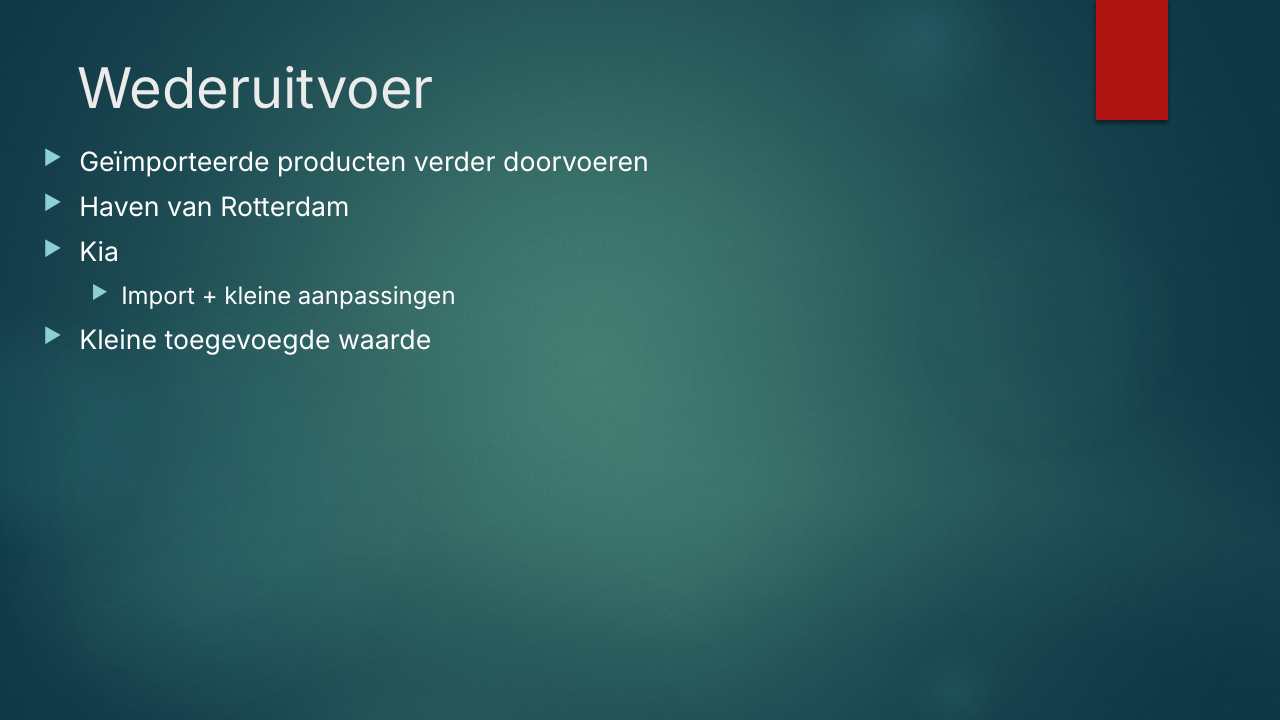 Wederuitvoer
Geïmporteerde producten verder doorvoeren
Haven van Rotterdam
Kia
Import + kleine aanpassingen
Kleine toegevoegde waarde